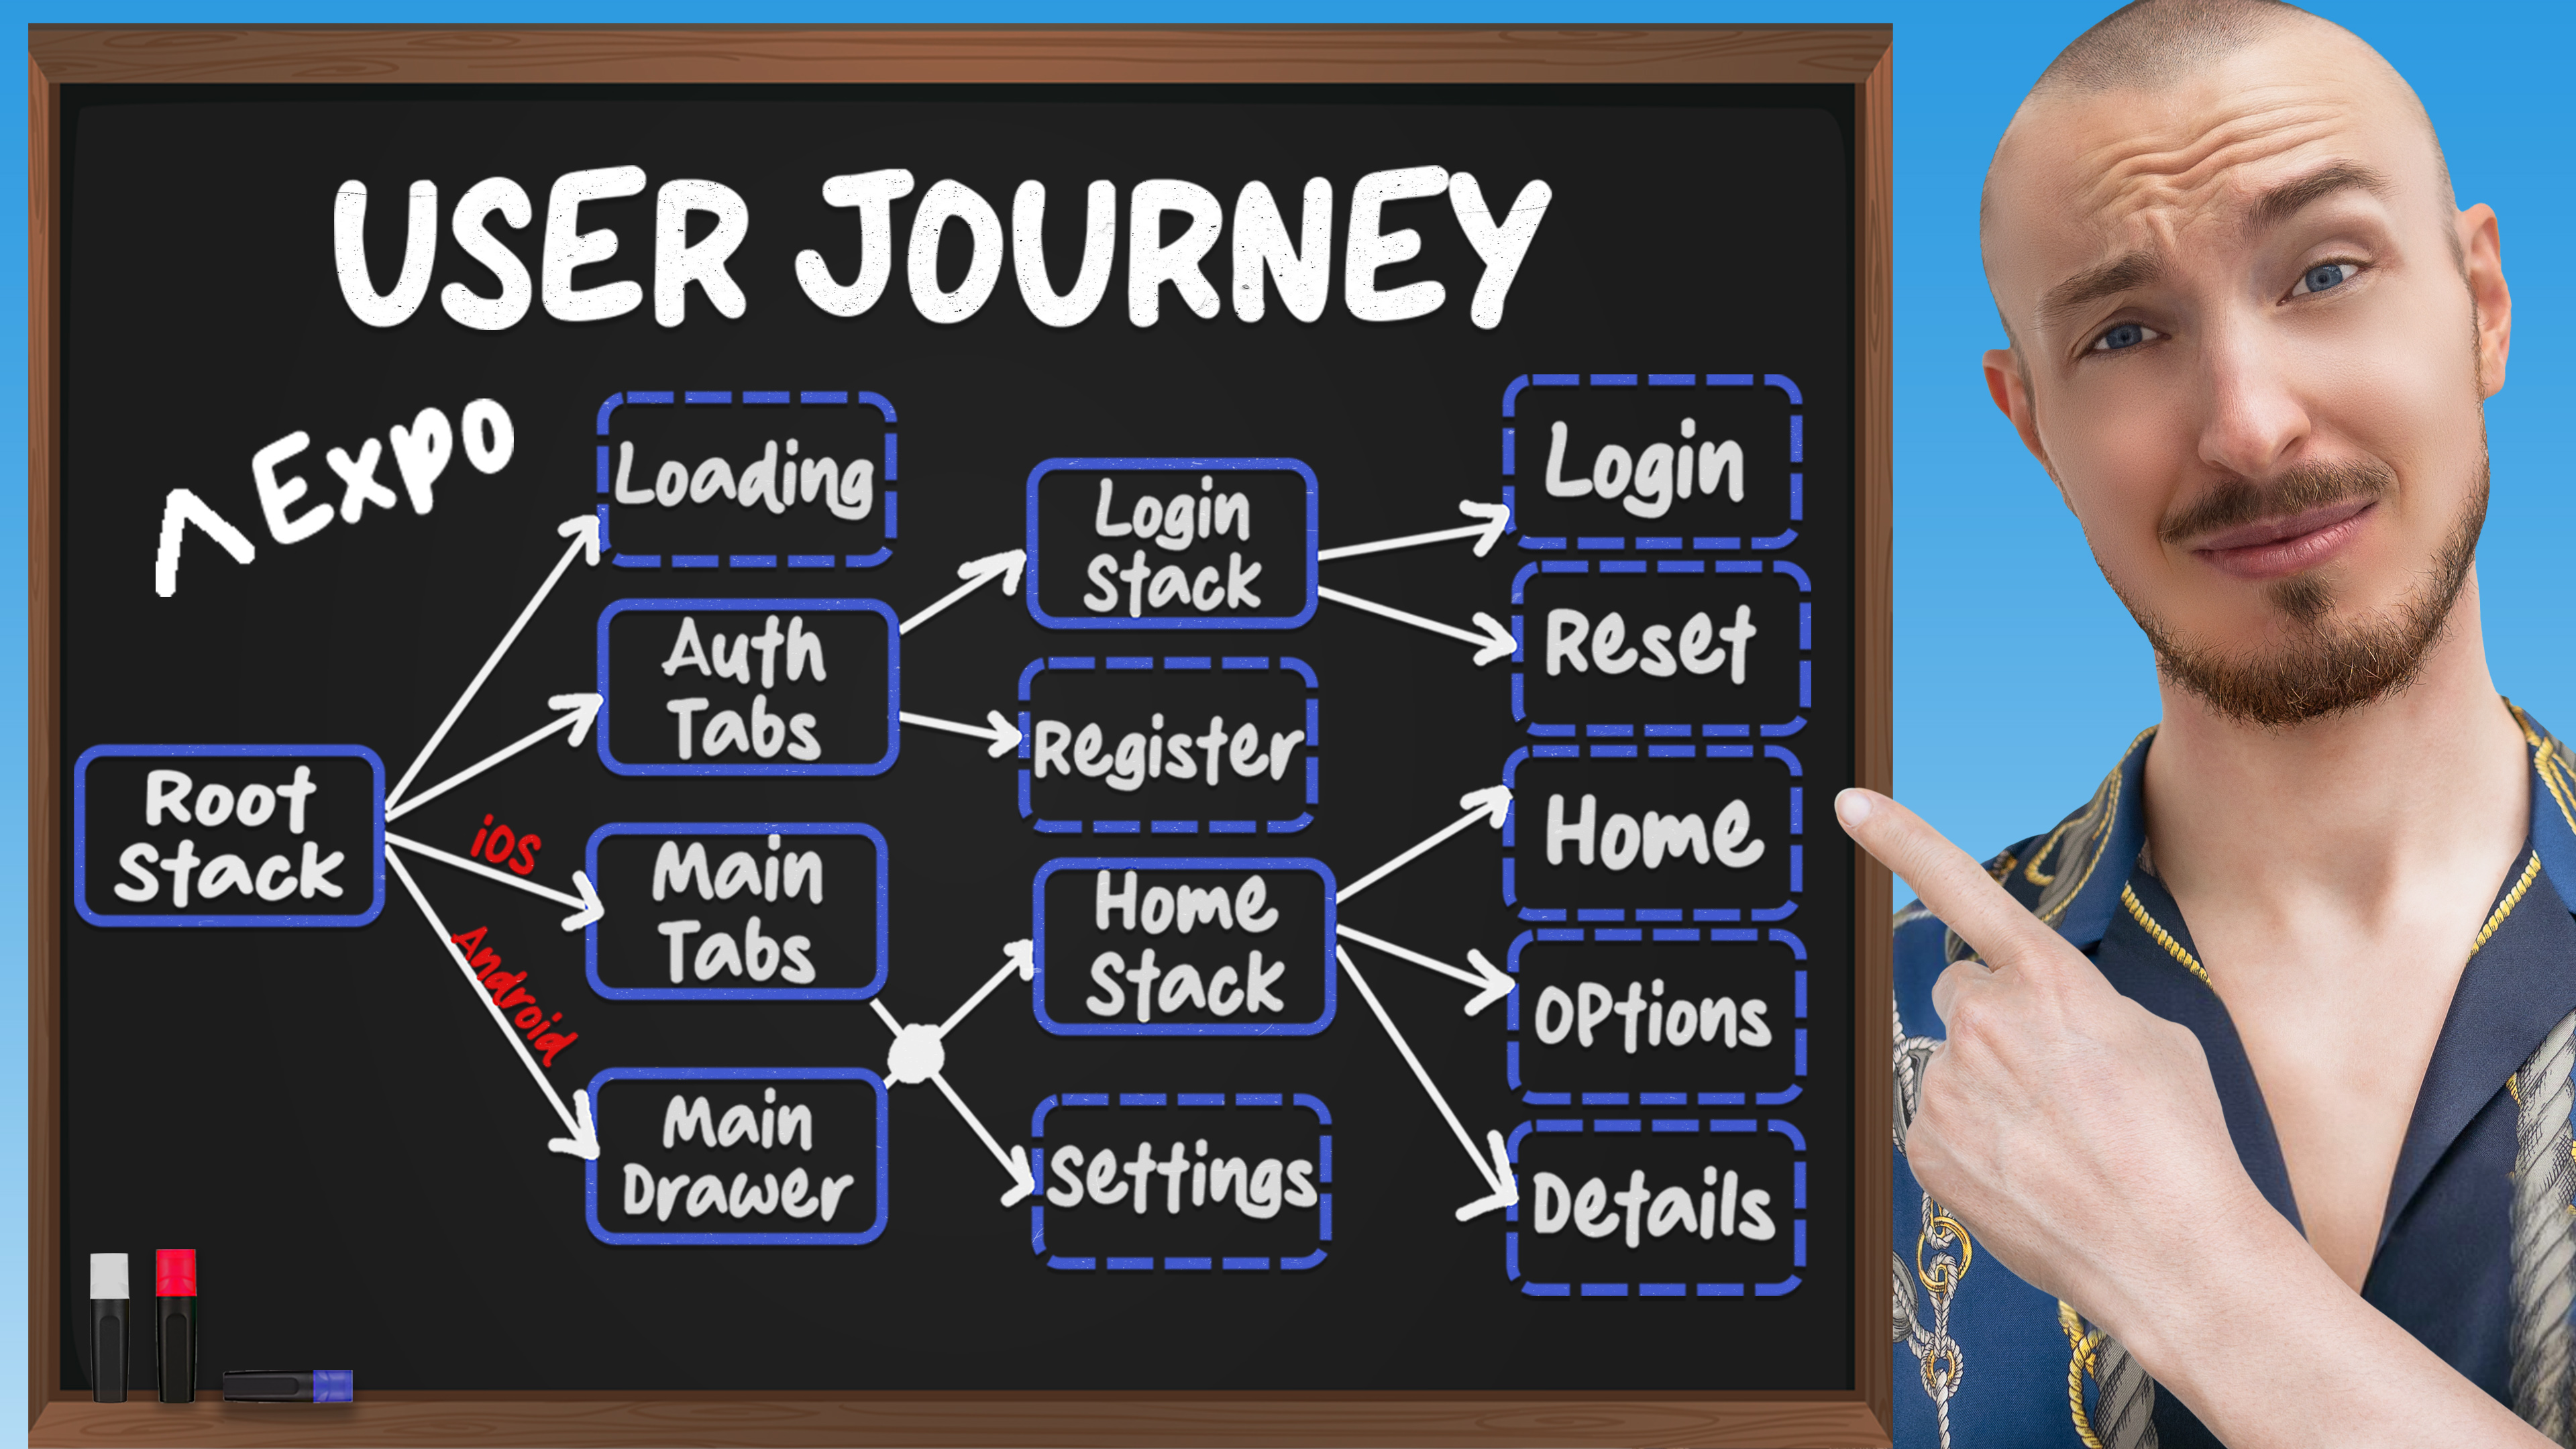 USER JOURNEY
Expo
Loading
Login
Login
Stack
Auth
Tabs
Reset
Register
Root
Stack
iOS
Main
Tabs
Home
Home
Stack
Android
OPtions
Main
Drawer
Settings
Details